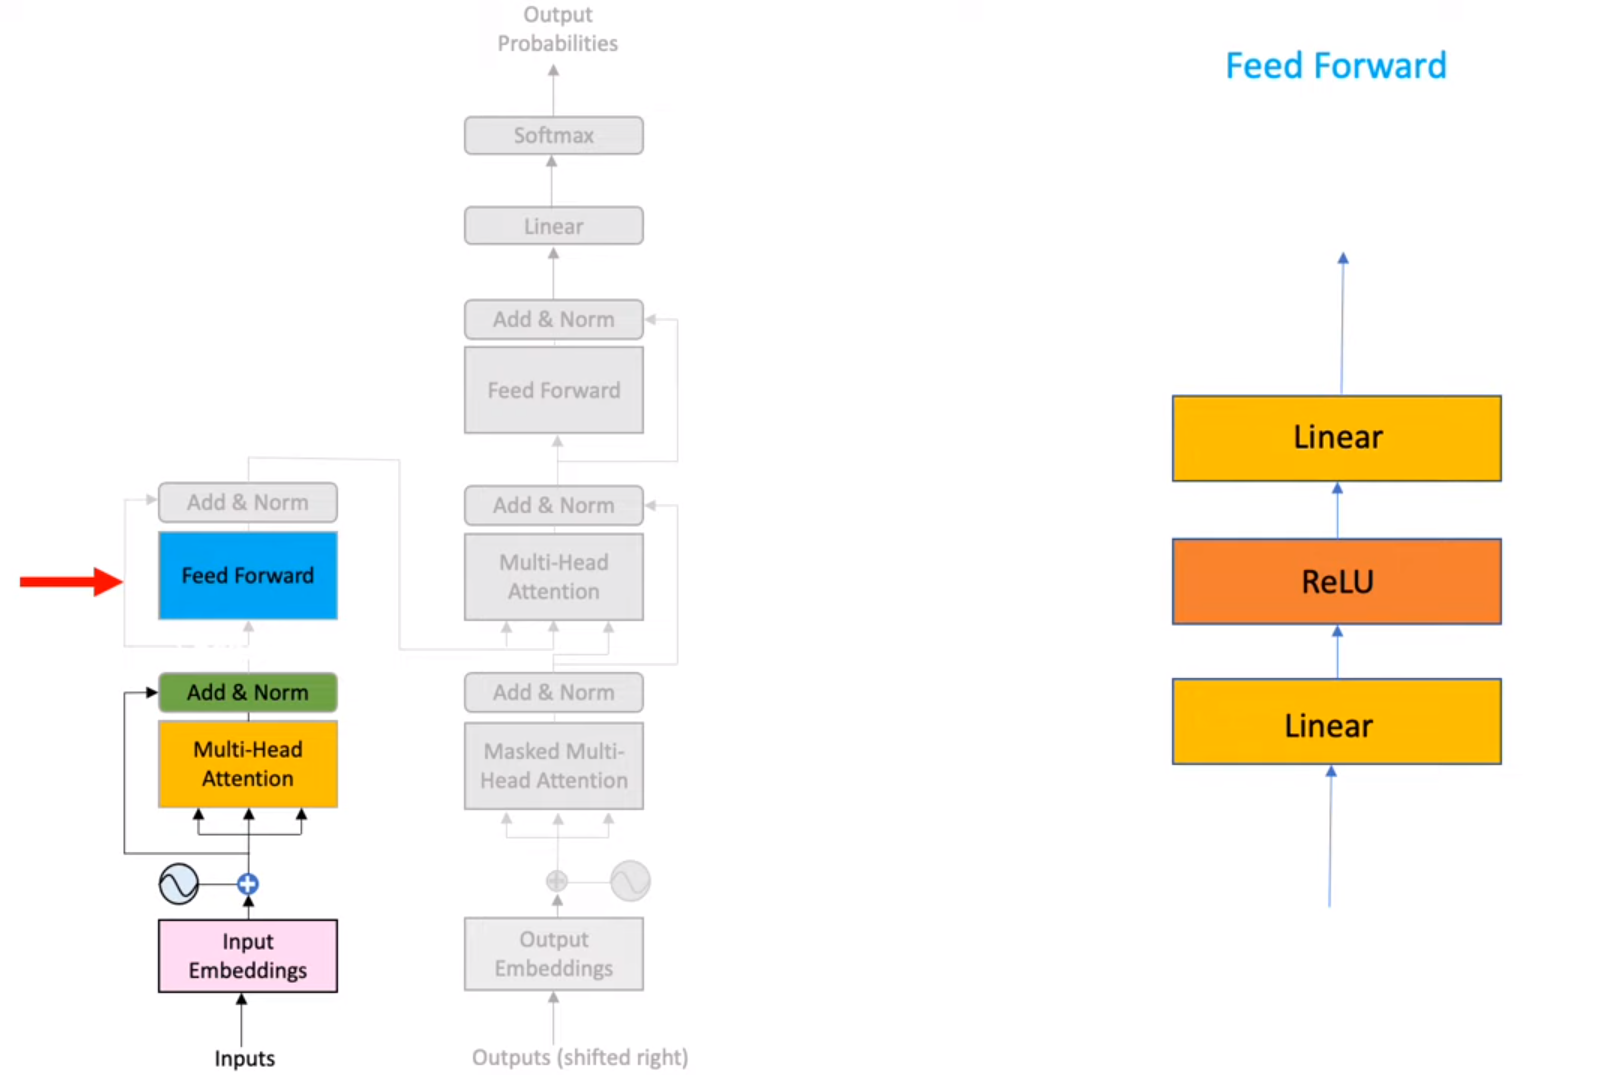 Output
Probabilities
Softmax
Linear
Add & Norm
Feed Forward
Add & Norm
Multi-Head
Attention
Add & Norm
Masked Multi-
Head Attention
Output
Embeddings
Outputs (shifted right)
Add & Norm
Feed Forward
Add & Norm
Multi-Head
Attention
Input
Embeddings
Inputs
Feed Forward
Linear
ReLU
Linear